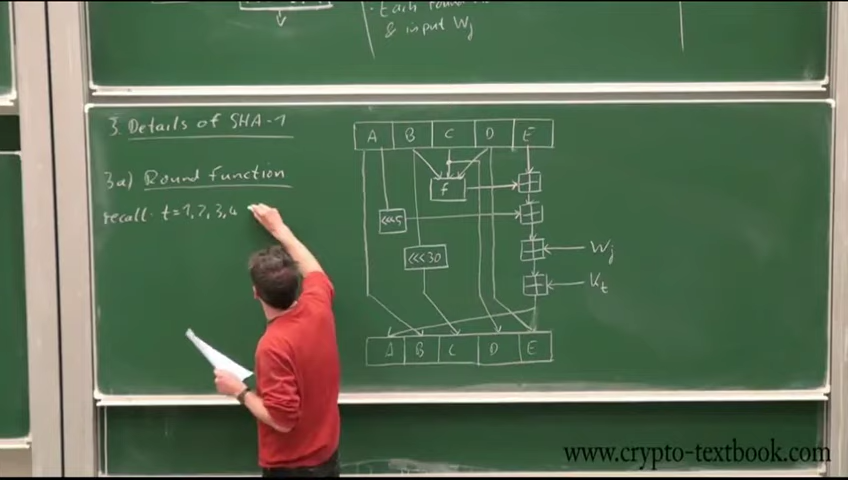 · Each
& input Wj
3. Details of SHA-1
A B C D E
3a) Round Function
f
recall· t=1,2,3,4
<<<5
<<<30
Wj
Kt
A B C D E
www.crypto-textbook.com